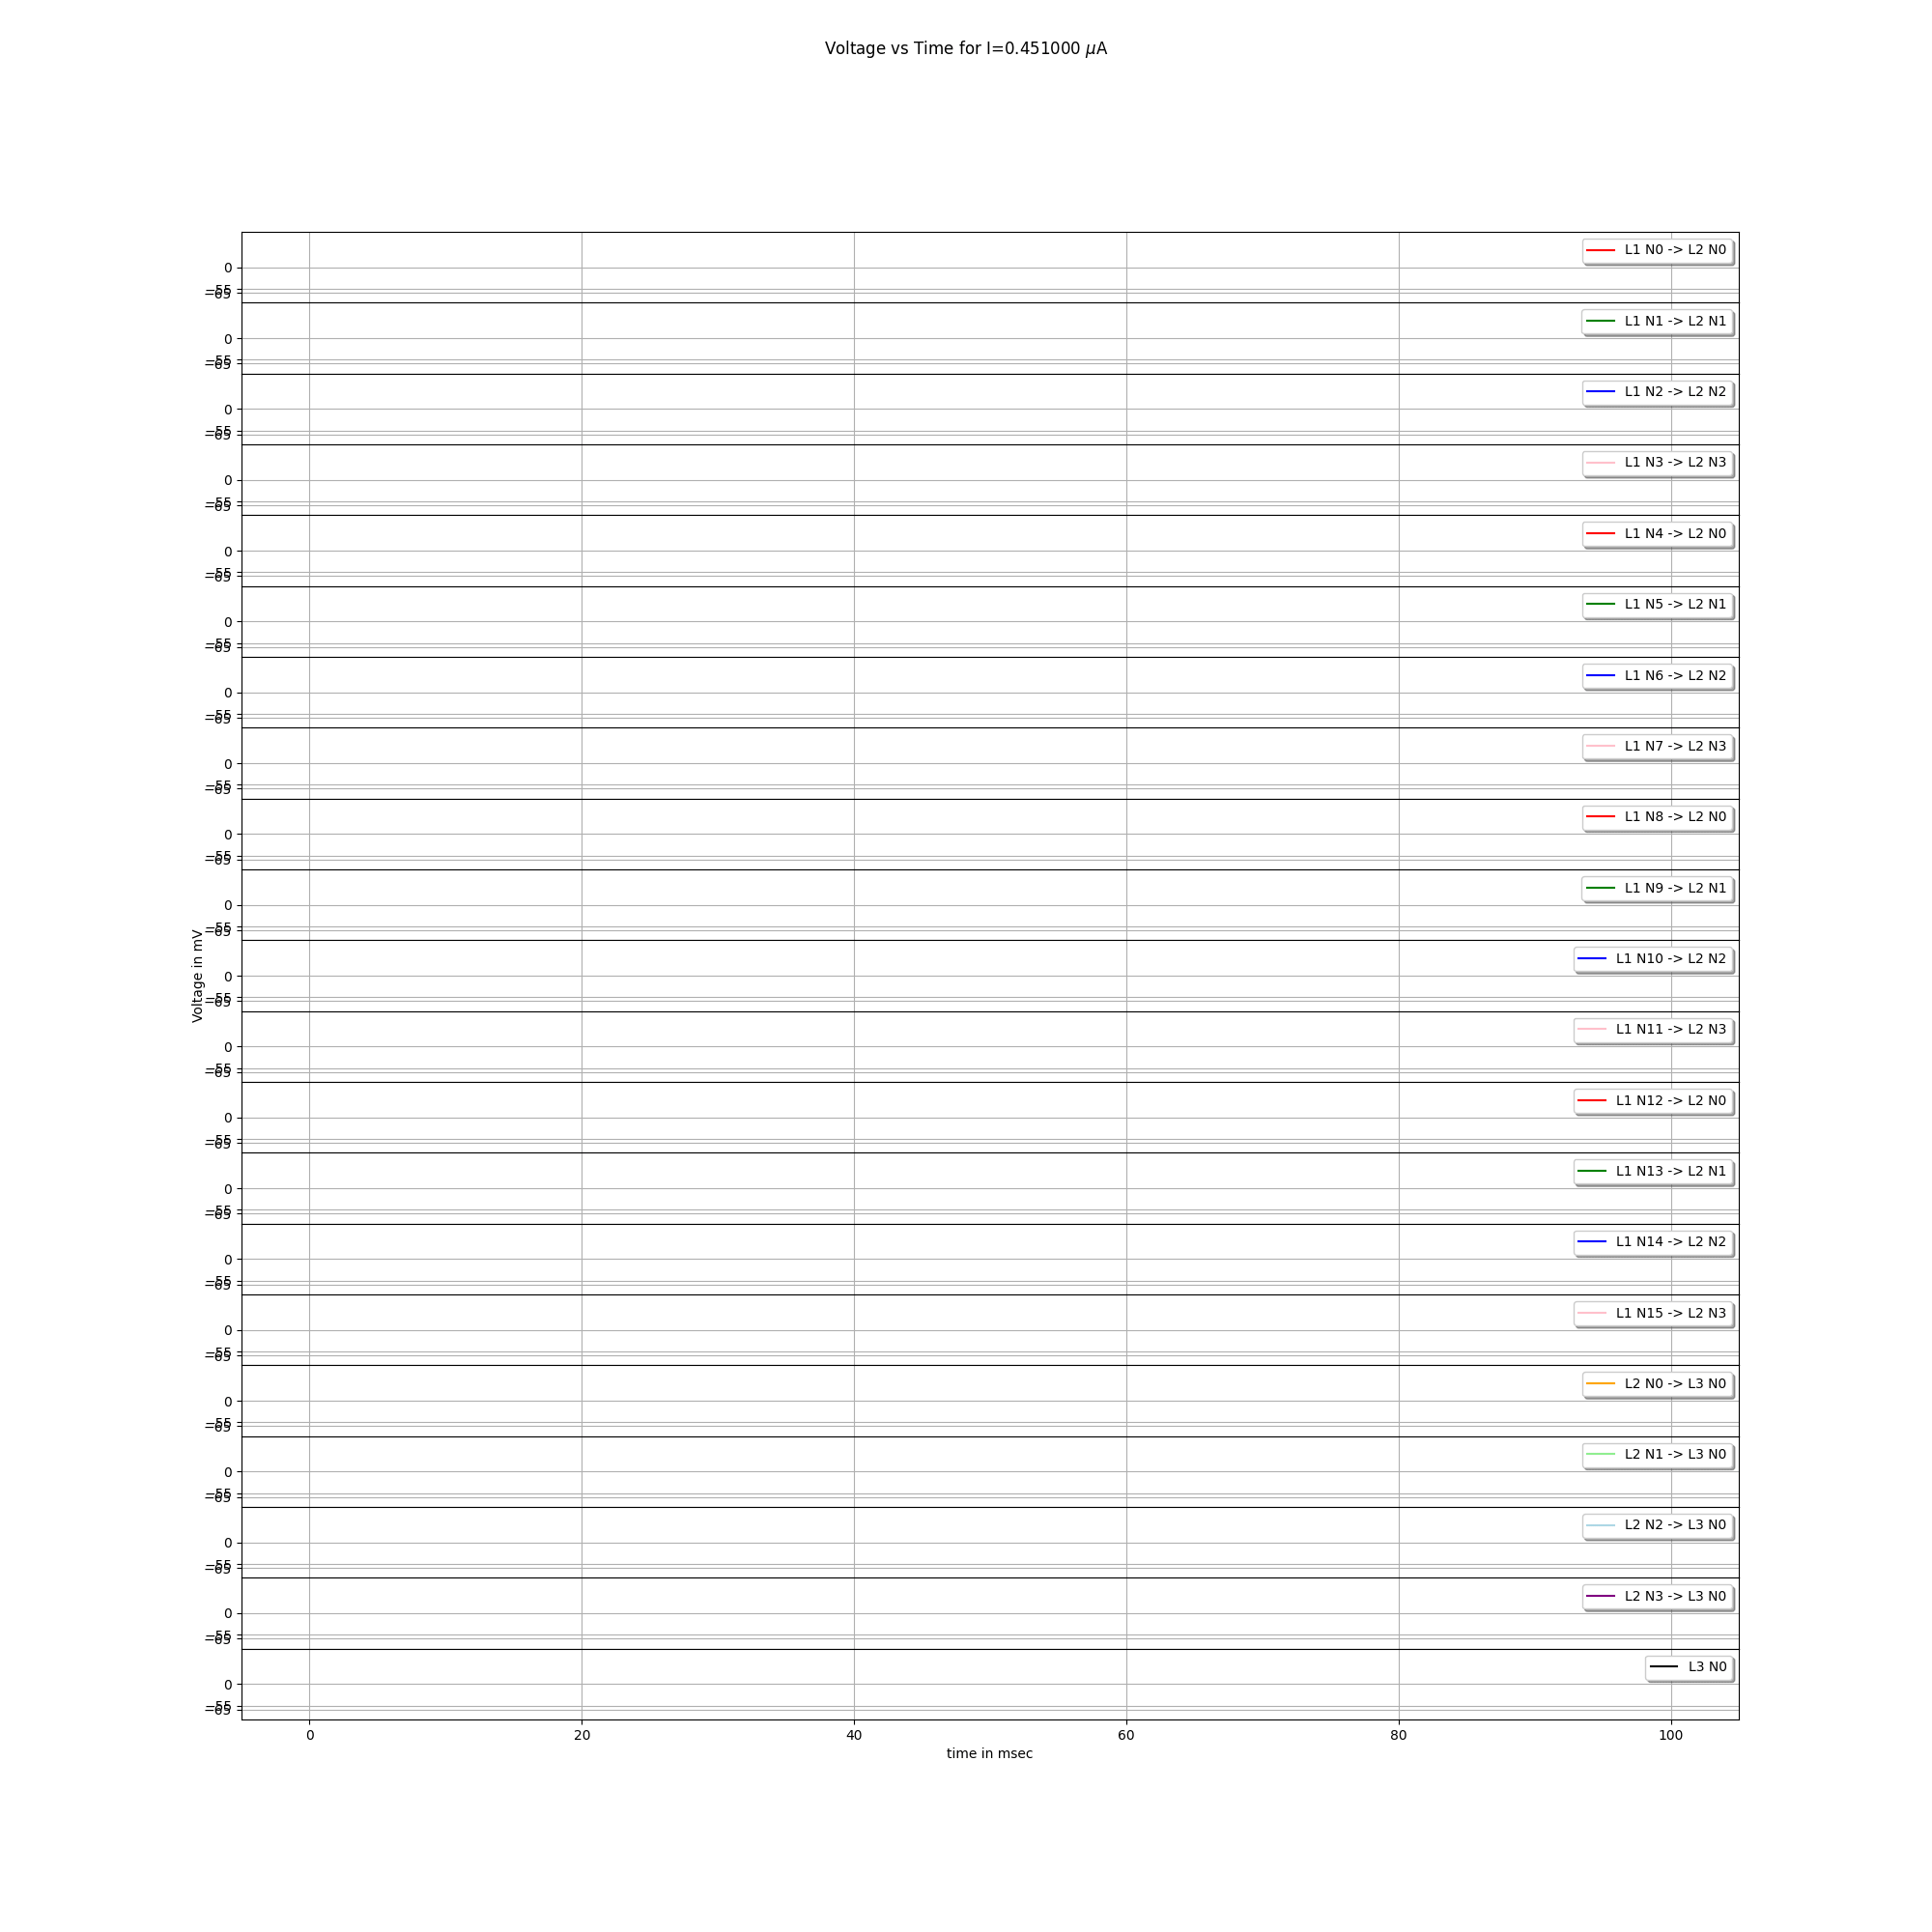 Voltage vs Time for I=0.451000 μA
L1 N0 -> L2 N0
0
−55
−65
L1 N1 -> L2 N1
0
−55
−65
L1 N2 -> L2 N2
0
−55
−65
L1 N3 -> L2 N3
0
−55
−65
L1 N4 -> L2 N0
0
−55
−65
L1 N5 -> L2 N1
0
−55
−65
L1 N6 -> L2 N2
0
−55
−65
L1 N7 -> L2 N3
0
−55
−65
L1 N8 -> L2 N0
0
−55
−65
L1 N9 -> L2 N1
0
−55
−65
Voltage in mV
L1 N10 -> L2 N2
0
−55
−65
L1 N11 -> L2 N3
0
−55
−65
L1 N12 -> L2 N0
0
−55
−65
L1 N13 -> L2 N1
0
−55
−65
L1 N14 -> L2 N2
0
−55
−65
L1 N15 -> L2 N3
0
−55
−65
L2 N0 -> L3 N0
0
−55
−65
L2 N1 -> L3 N0
0
−55
−65
L2 N2 -> L3 N0
0
−55
−65
L2 N3 -> L3 N0
0
−55
−65
L3 N0
0
−55
−65
0 20 40 60 80 100
time in msec